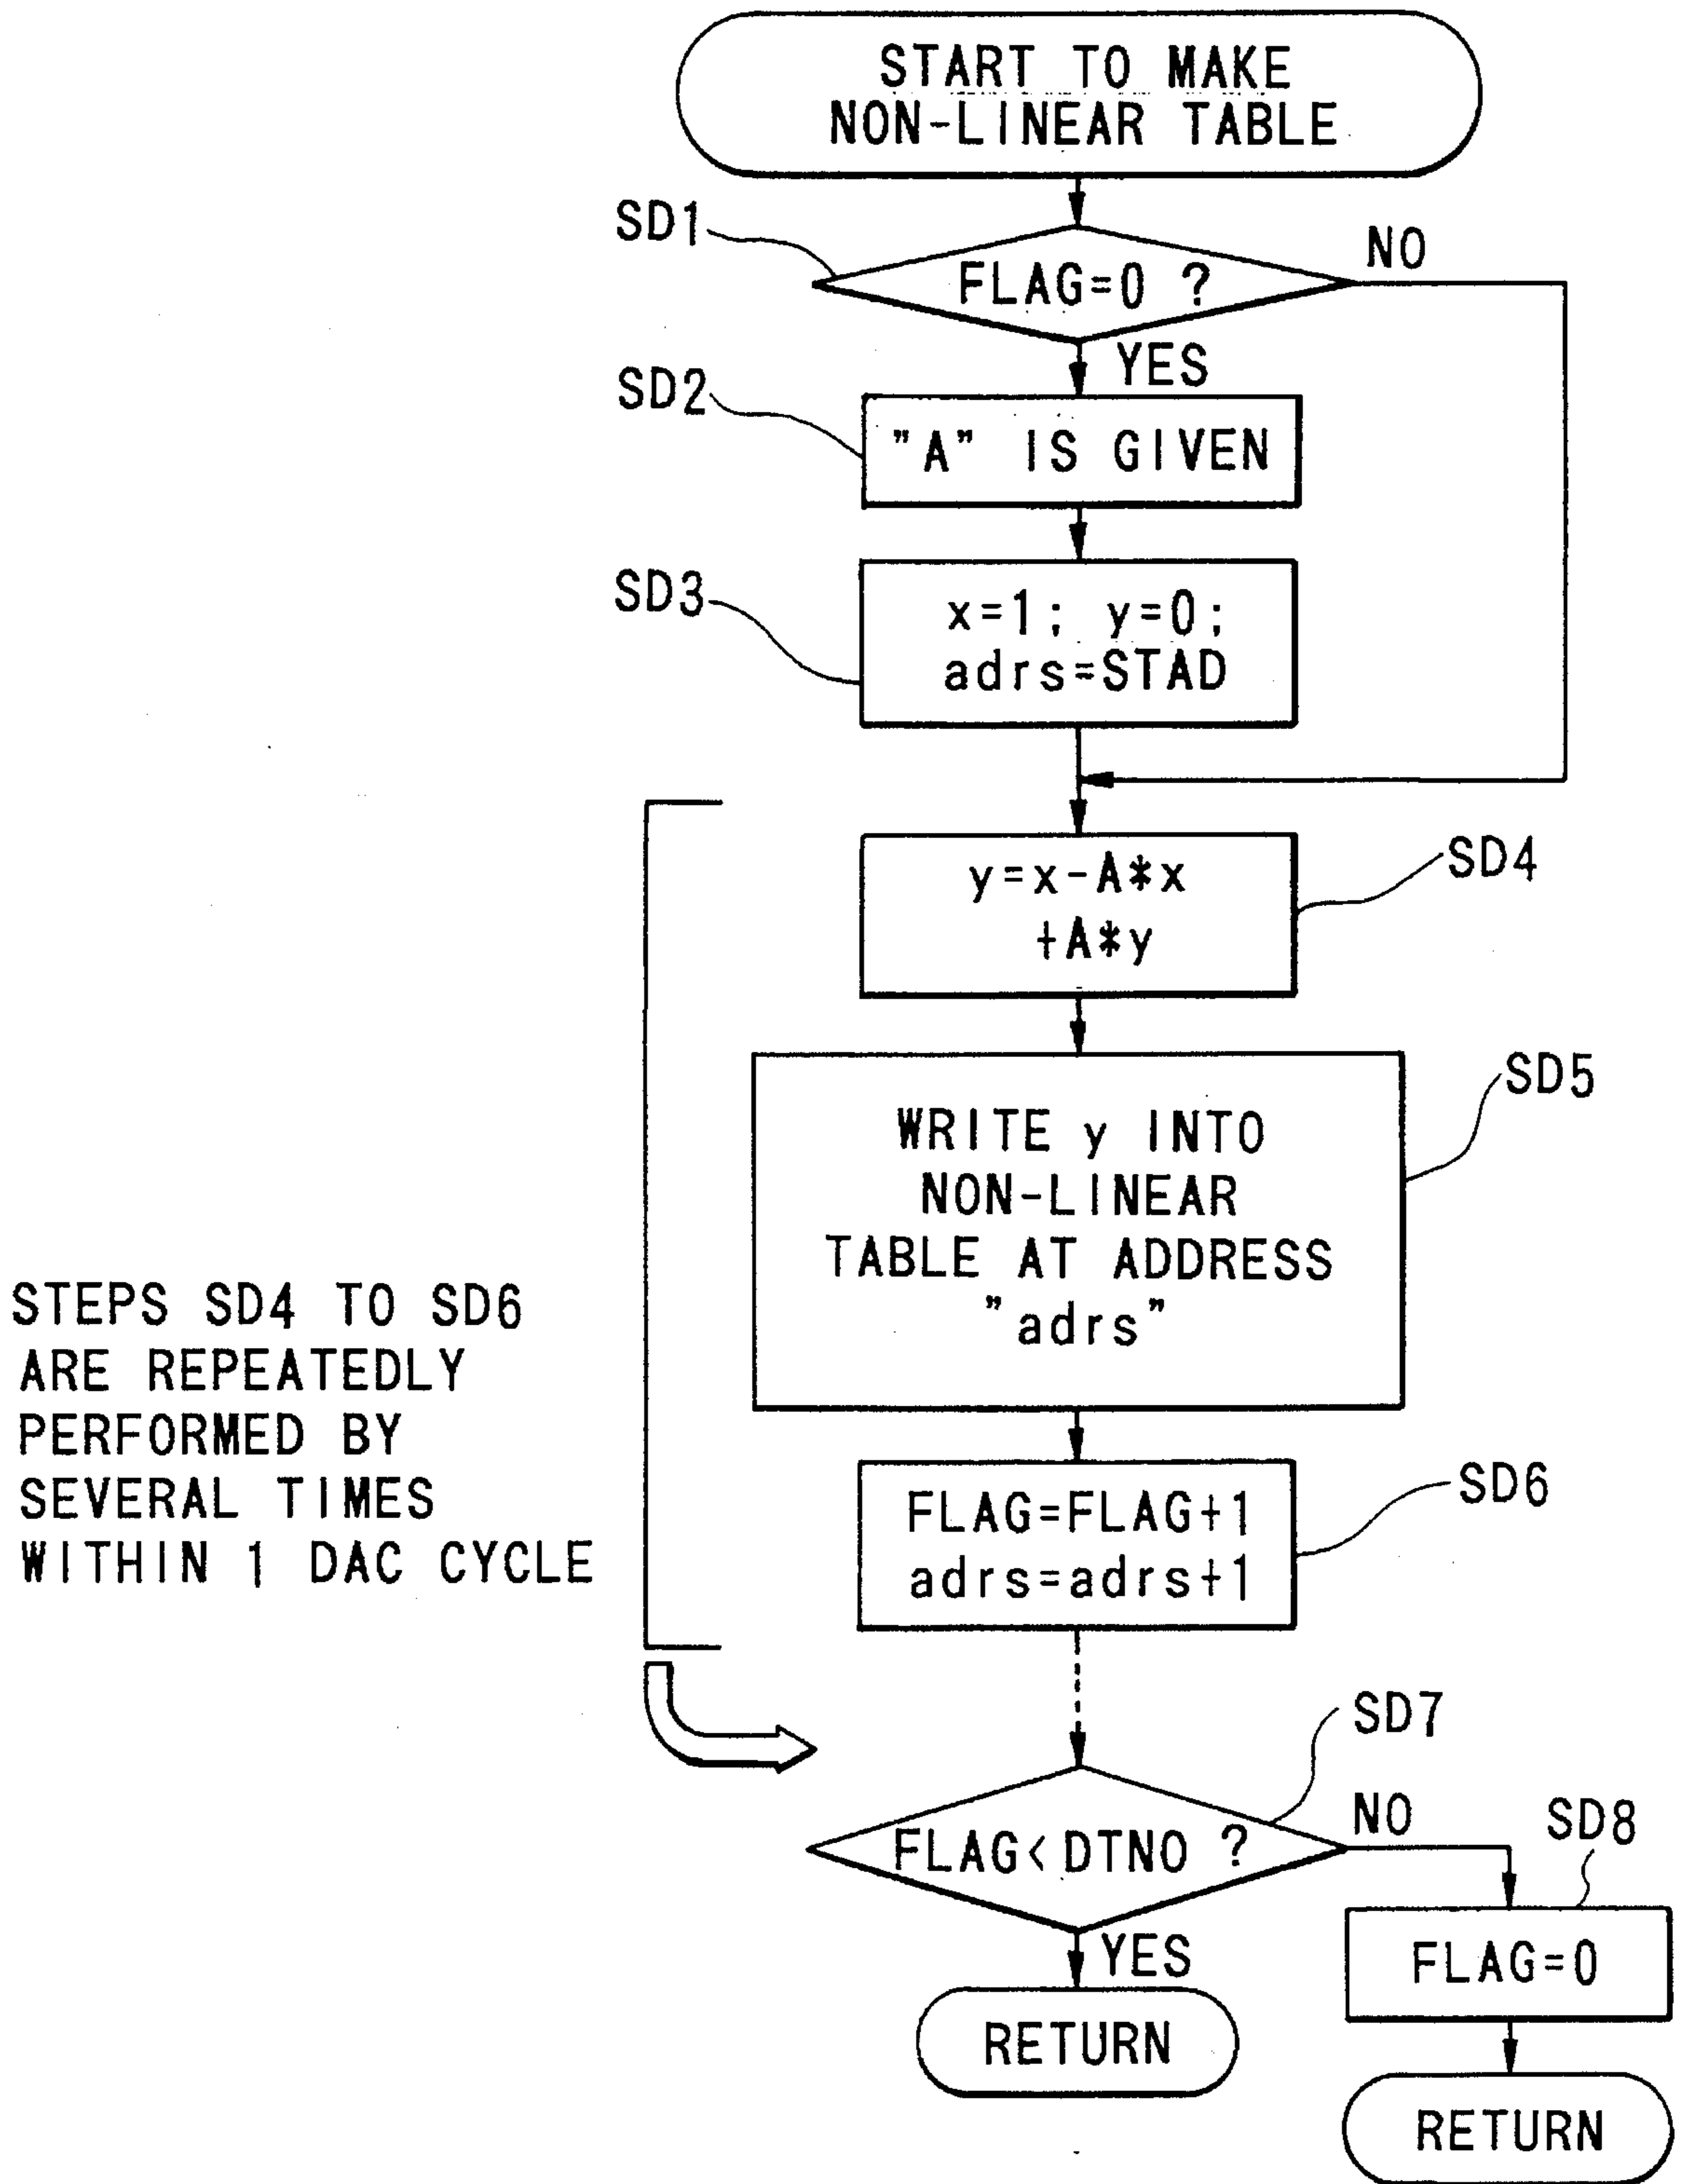 START TO MAKE
NON-LINEAR TABLE
SD1
FLAG=0 ?
NO
YES
SD2
"A" IS GIVEN
SD3
x=1; y=0;
adrs=STAD
y=x-A*x
+A*y
SD4
WRITE y INTO
NON-LINEAR
TABLE AT ADDRESS
"adrs"
SD5
STEPS SD4 TO SD6
ARE REPEATEDLY
PERFORMED BY
SEVERAL TIMES
WITHIN 1 DAC CYCLE
FLAG=FLAG+1
adrs=adrs+1
SD6
SD7
FLAG<DTNO ?
NO
SD8
YES
FLAG=0
RETURN
RETURN